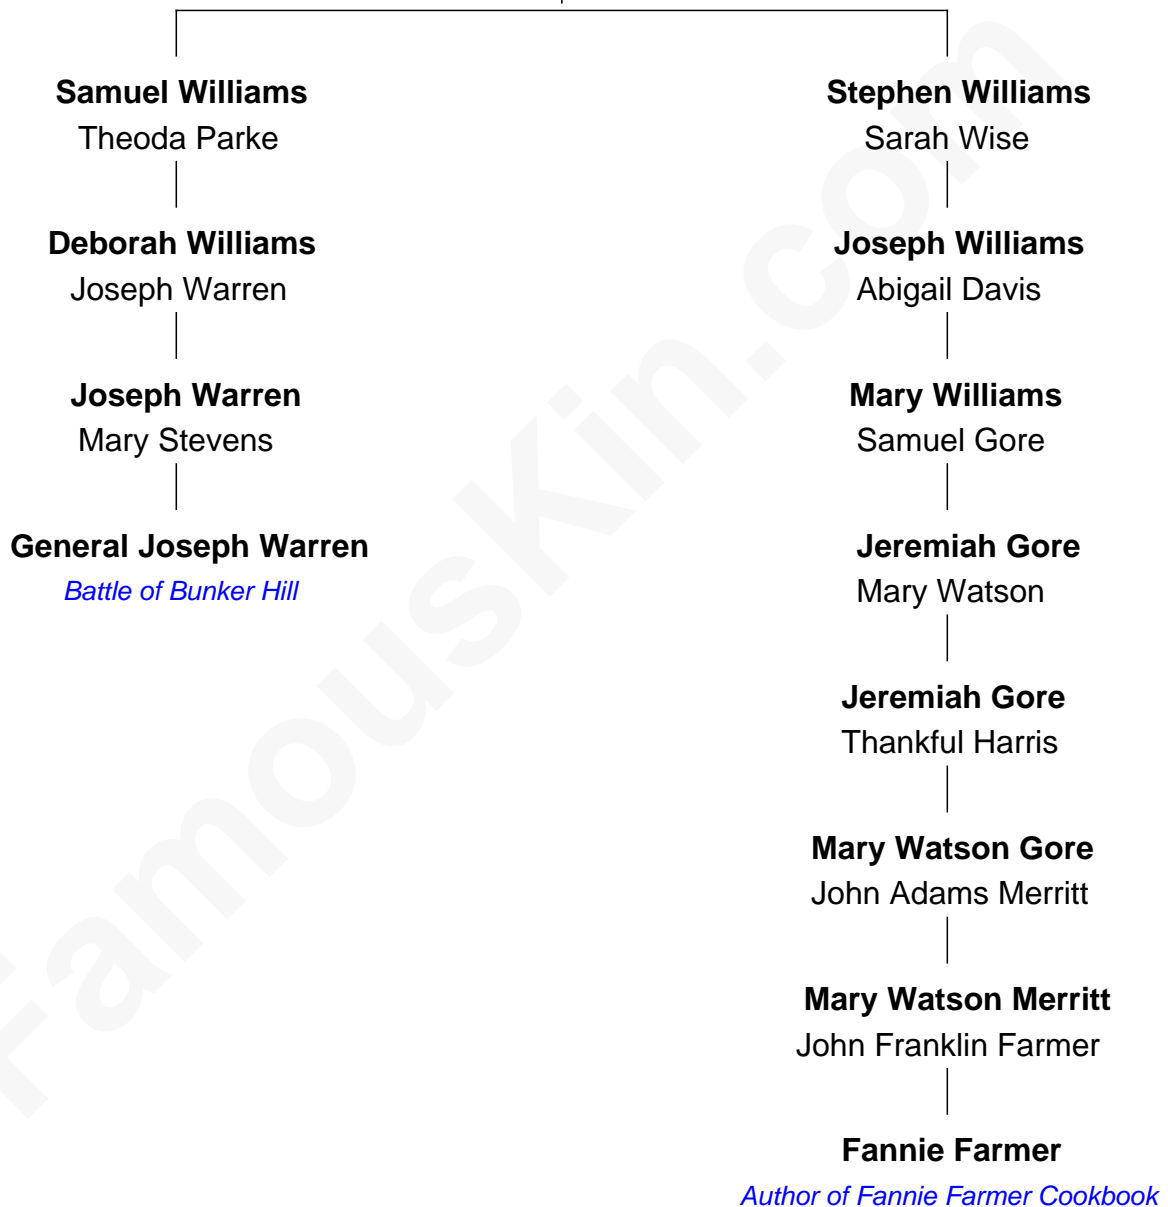 Samuel Williams
Theoda Parke
Deborah Williams
Joseph Warren
Joseph Warren
Mary Stevens
General Joseph Warren
Battle of Bunker Hill
Stephen Williams
Sarah Wise
Joseph Williams
Abigail Davis
Mary Williams
Samuel Gore
Jeremiah Gore
Mary Watson
Jeremiah Gore
Thankful Harris
Mary Watson Gore
John Adams Merritt
Mary Watson Merritt
John Franklin Farmer
Fannie Farmer
Author of Fannie Farmer Cookbook
FamousKin.com